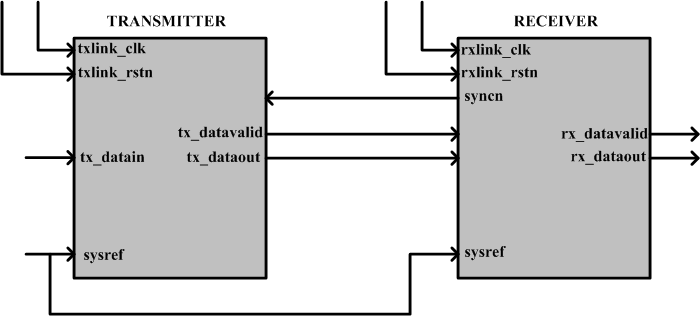 TRANSMITTER
txlink_clk
txlink_rstn
tx_datavalid
tx_datain
tx_dataout
sysref
RECEIVER
rxlink_clk
rxlink_rstn
syncn
rx_datavalid
rx_dataout
sysref